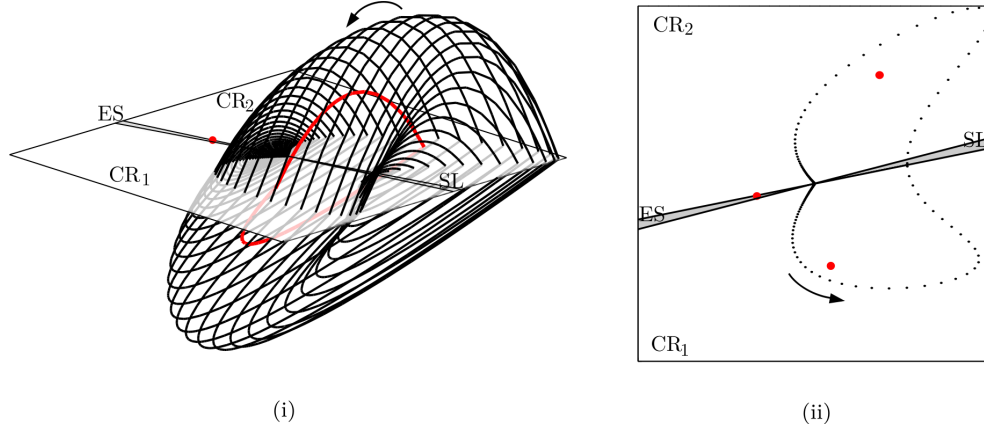 ES
CR2
CR1
SL
(i)
CR2
SL
ES
CR1
(ii)